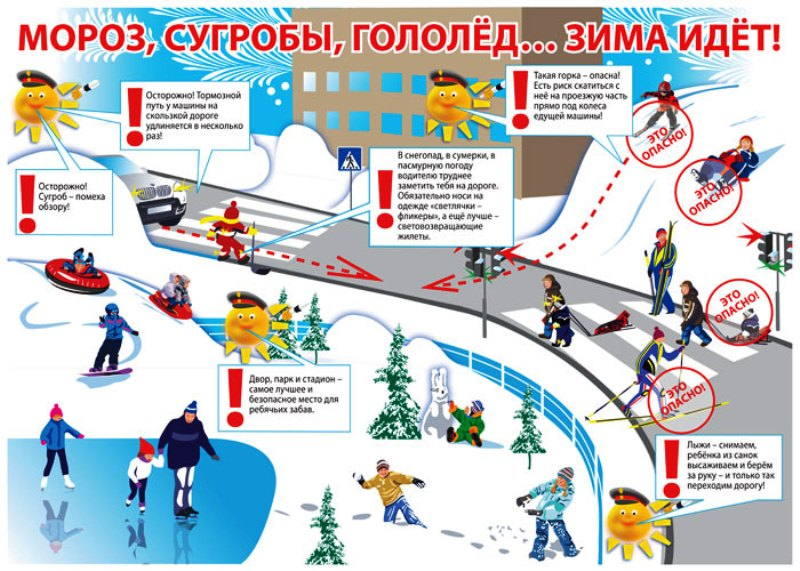 МОРОЗ, СУГРОБЫ, ГОЛОЛЁД... ЗИМА ИДЁТ!
Осторожно! Тормозной
путь у машины на
скользкой дороге
удлиняется в несколько
раз!
Такая горка – опасна!
Есть риск скатиться с
неё на проезжую часть
прямо под колеса
едущей машины!
ЭТО
ОПАСНО!
ЭТО
ОПАСНО!
Осторожно!
Сугроб – помеха
обзору!
В снегопад, в сумерки, в
пасмурную погоду
водителю труднее
заметить тебя на дороге.
Обязательно носи на
одежде «светлячки –
фликеры», а ещё лучше –
световозвращающие
жилеты.
ЭТО
ОПАСНО!
ЭТО
ОПАСНО!
Двор, парк и стадион –
самое лучшее и
безопасное место для
ребячьих забав.
Лыжи – снимаем,
ребёнка из санок
высаживаем и берём
за руку – и только так
переходим дорогу!